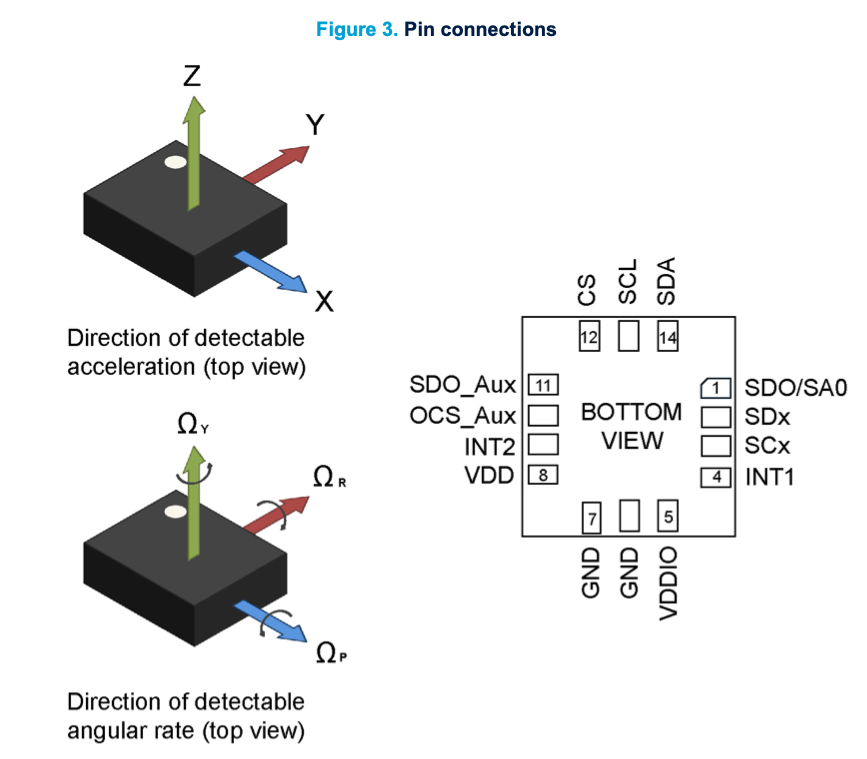 Figure 3. Pin connections
Z
Y
X
Direction of detectable
acceleration (top view)
ΩY
ΩR
ΩP
Direction of detectable
angular rate (top view)
CS
SCL
SDA
12
14
SDO_Aux 11
OCS_Aux
INT2
VDD 8
BOTTOM
VIEW
1 SDO/SA0
SDx
SCx
4 INT1
7
5
GND
GND
VDDIO